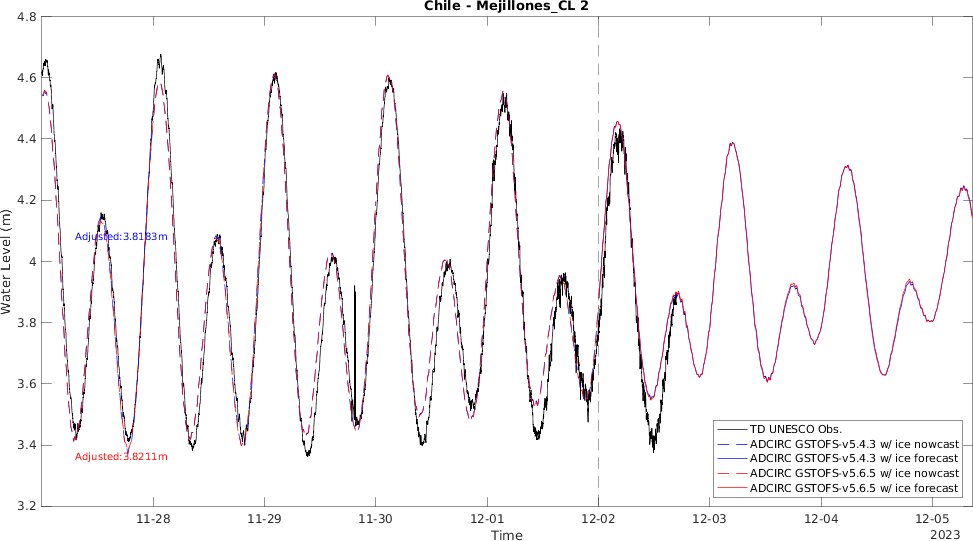 Chile - Mejillones_CL 2
4.8
4.6
4.4
4.2
4
3.8
3.6
3.4
3.2
Water Level (m)
Adjusted:3.8183m
Adjusted:3.8211m
TD UNESCO Obs.
ADCIRC GSTOFS-v5.4.3 w/ ice nowcast
ADCIRC GSTOFS-v5.4.3 w/ ice forecast
ADCIRC GSTOFS-v5.6.5 w/ ice nowcast
ADCIRC GSTOFS-v5.6.5 w/ ice forecast
11-28
11-29
11-30
12-01
12-02
12-03
12-04
12-05
Time
2023